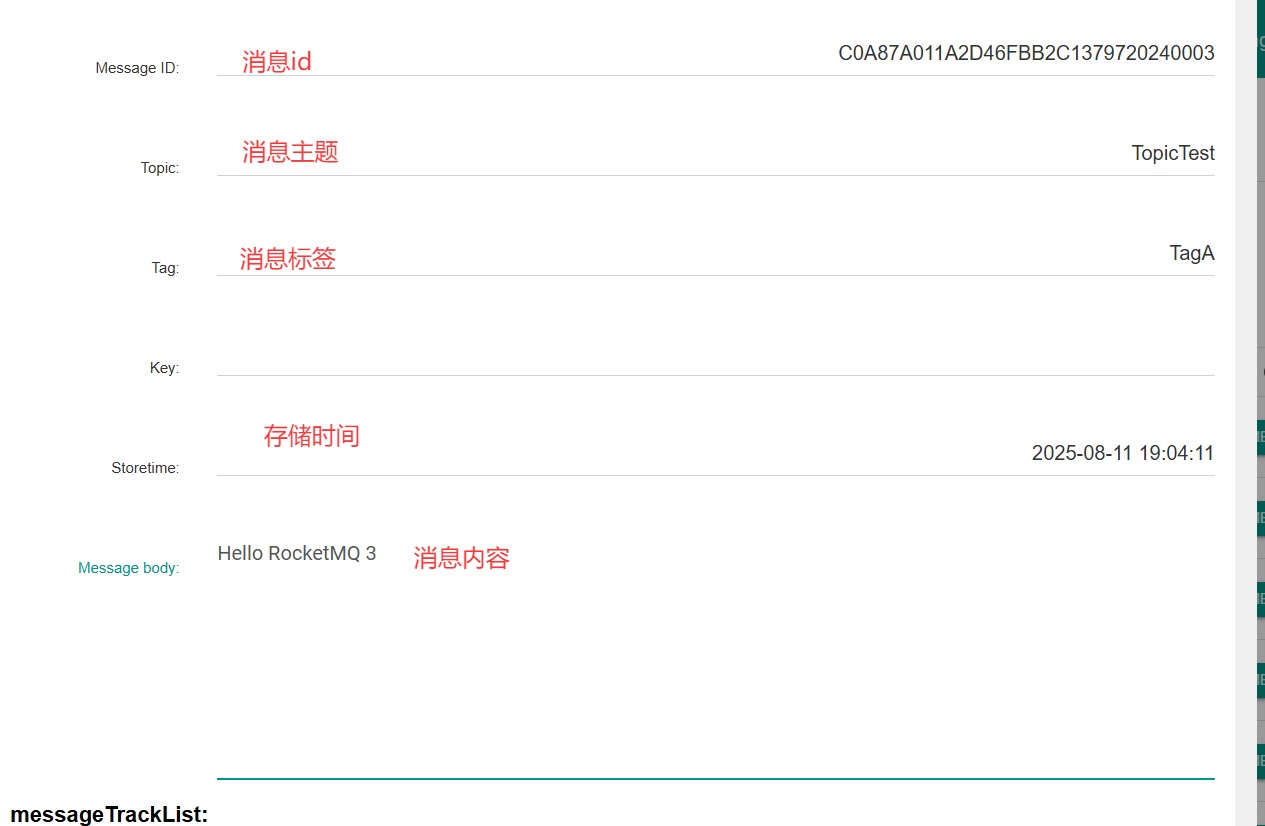 Message ID: 消息id C0A87A011A2D46FBB2C1379720240003
Topic: 消息主题 TopicTest
Tag: 消息标签 TagA
Key:
Storetime: 存储时间 2025-08-11 19:04:11
Message body: Hello RocketMQ 3 消息内容
messageTrackList: